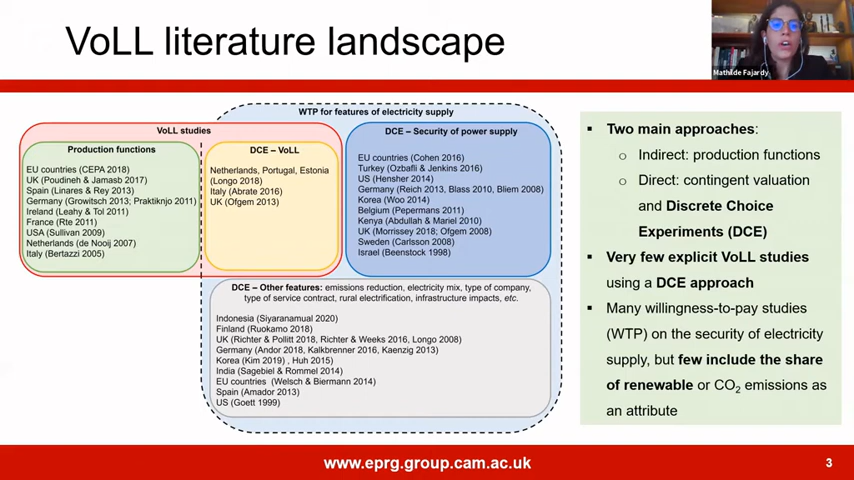 VoLL literature landscape
Mathilde Fajardy
WTP for features of electricity supply
VoLL studies
Production functions
EU countries (CEPA 2018)
UK (Poudineh & Jamasb 2017)
Spain (Linares & Rey 2013)
Germany (Growitsch 2013, Praktiknjo 2011)
Ireland (Leahy & Tol 2011)
France (Rte 2011)
USA (Sullivan 2009)
Netherlands (de Nooij 2007)
Italy (Bertazzi 2005)
DCE – VoLL
Netherlands, Portugal, Estonia
(Longo 2018)
Italy (Abrate 2016)
UK (Ofgem 2013)
DCE – Security of power supply
EU countries (Cohen 2016)
Turkey (Ozbafli & Jenkins 2016)
US (Hensher 2014)
Germany (Reich 2013, Blass 2010, Bliem 2008)
Korea (Woo 2014)
Belgium (Pepermans 2011)
Kenya (Abdullah & Mariel 2010)
UK (Morrissey 2018; Ofgem 2008)
Sweden (Carlsson 2008)
Israel (Beenstock 1998)
DCE – Other features: emissions reduction, electricity mix, type of company,
type of service contract, rural electrification, infrastructure impacts, etc.
Indonesia (Siyaranamual 2020)
Finland (Ruokamo 2018)
UK (Richter & Pollitt 2018, Richter & Weeks 2016, Longo 2008)
Germany (Andor 2018, Kalkbrenner 2016, Kaenzig 2013)
Korea (Kim 2019) , Huh 2015)
India (Sagebiel & Rommel 2014)
EU countries (Welsch & Biermann 2014)
Spain (Amador 2013)
US (Goett 1999)
▪ Two main approaches:
o Indirect: production functions
o Direct: contingent valuation
and Discrete Choice
Experiments (DCE)
▪ Very few explicit VoLL studies
using a DCE approach
▪ Many willingness-to-pay studies
(WTP) on the security of electricity
supply, but few include the share
of renewable or CO2 emissions as
an attribute
www.eprg.group.cam.ac.uk
3